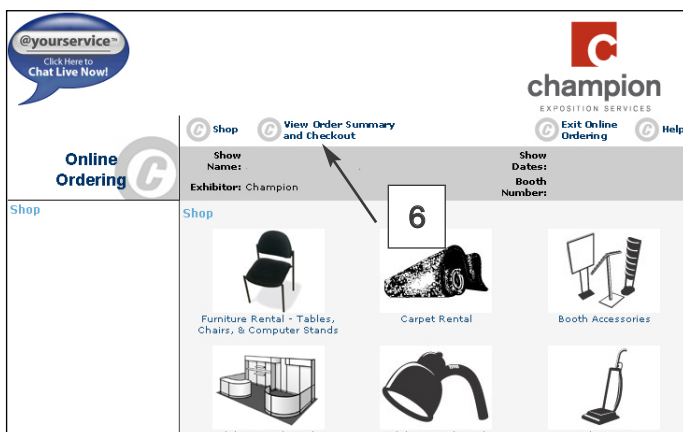 @yourservice™
Click Here to
Chat Live Now!
C
champion
EXPOSITION SERVICES
C Shop
C View Order Summary
and Checkout
C Exit Online
Ordering
C Help
Online
Ordering
C
Show
Name:
Show
Dates:
Exhibitor: Champion
Booth
Number:
Shop
Shop
6
Furniture Rental - Tables,
Chairs, & Computer Stands
Carpet Rental
Booth Accessories